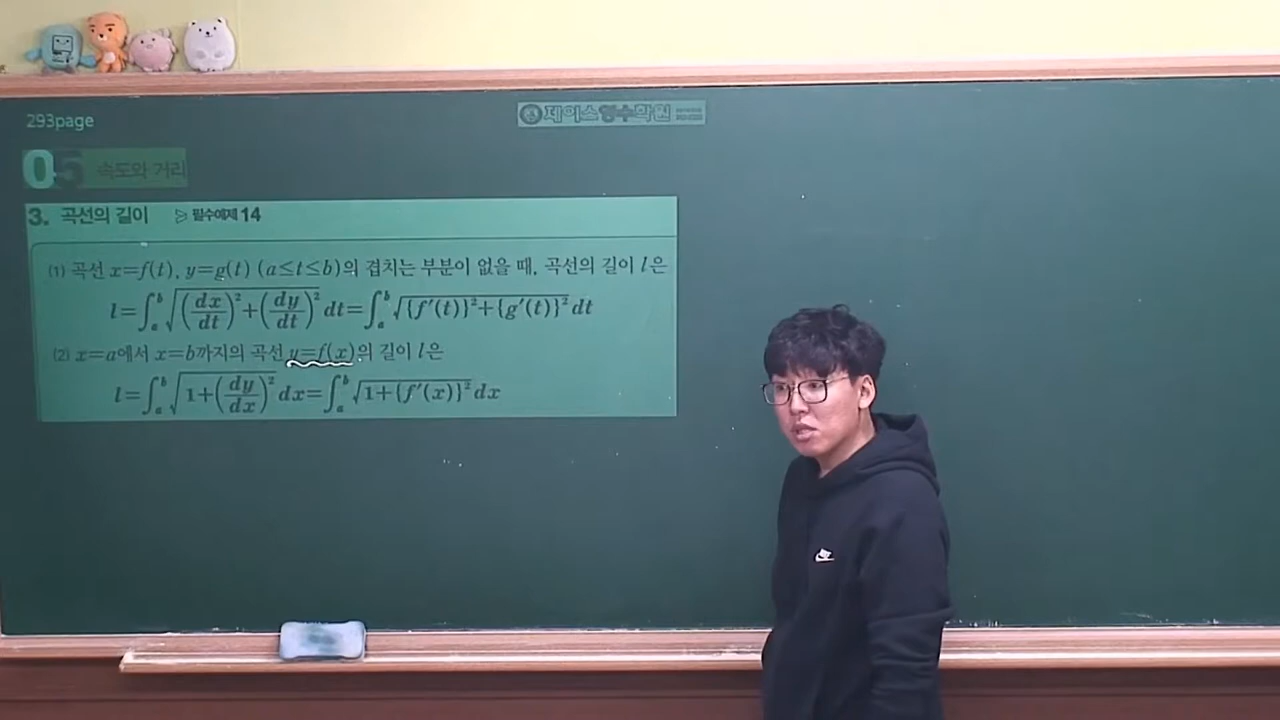 제이스영수학원
293page
05 속도와 거리
3. 곡선의 길이 ▷ 필수예제 14
(1) 곡선 x=f(t), y=g(t) (a≤t≤b)의 겹치는 부분이 없을 때, 곡선의 길이 l은
l=∫_a^b √((dx/dt)²+(dy/dt)²) dt=∫_a^b √({f′(t)}²+{g′(t)}²) dt
(2) x=a에서 x=b까지의 곡선 y=f(x)의 길이 l은
l=∫_a^b √(1+(dy/dx)²) dx=∫_a^b √(1+{f′(x)}²) dx